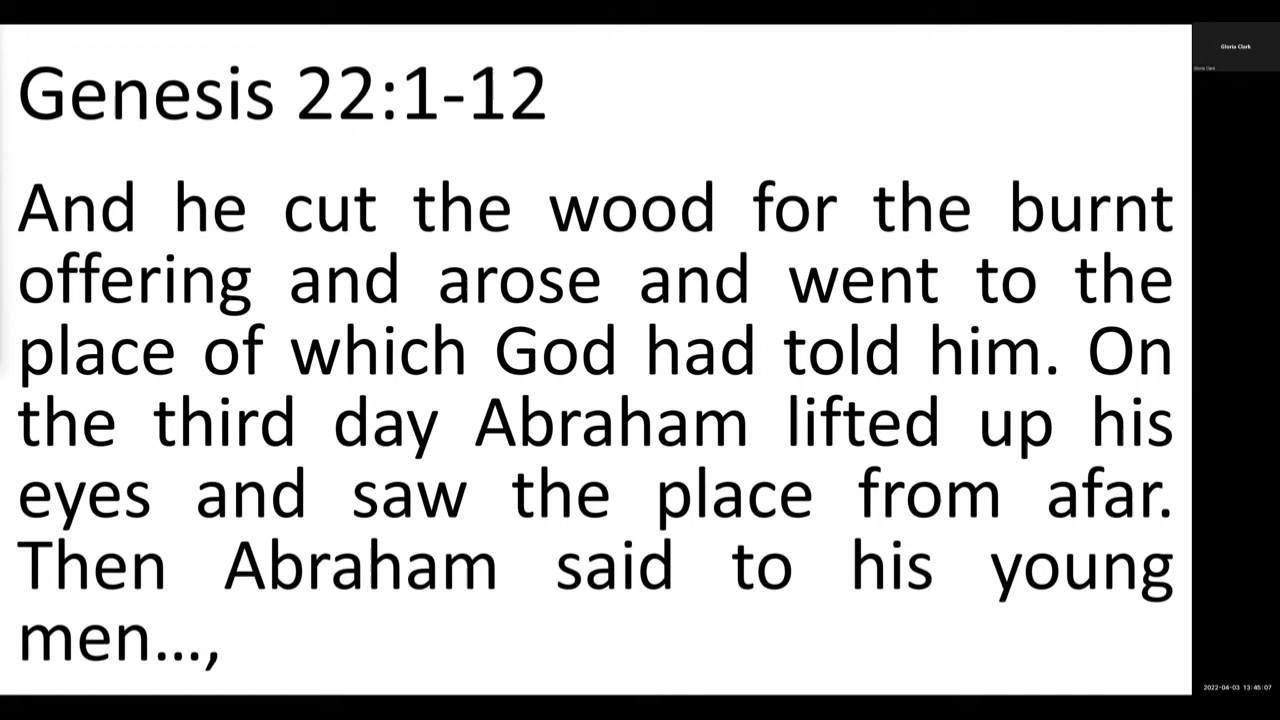 Genesis 22:1-12
And he cut the wood for the burnt
offering and arose and went to the
place of which God had told him. On
the third day Abraham lifted up his
eyes and saw the place from afar.
Then Abraham said to his young
men...,
Gloria Clark
Gloria Clark
2022-04-03 13:45:07